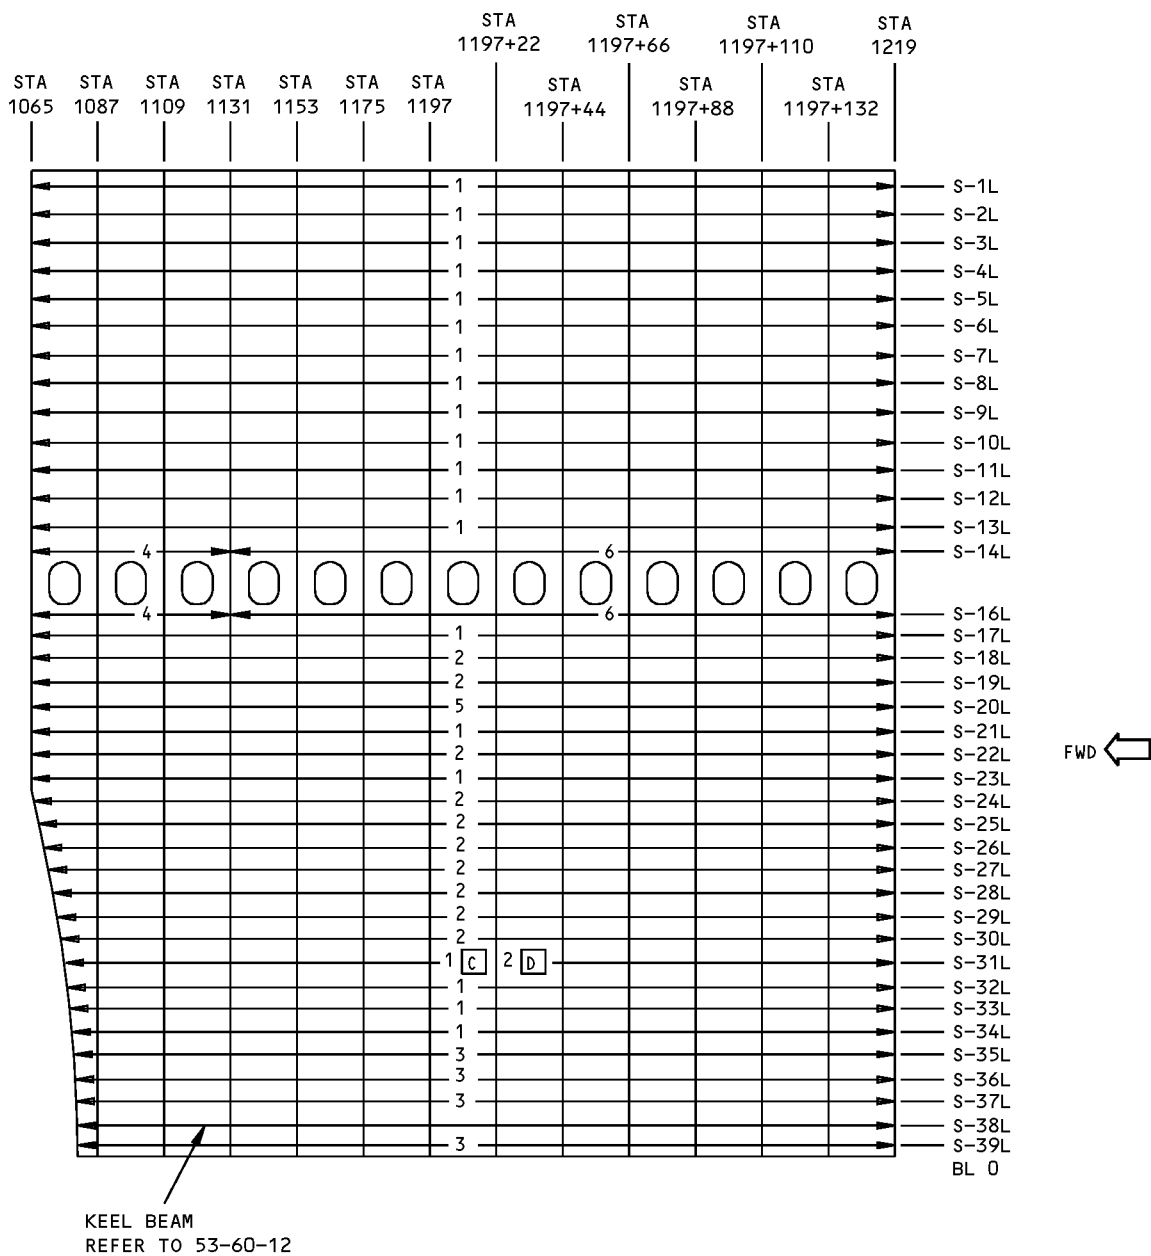 STA 1197+22
STA 1197+66
STA 1197+110
STA 1219
STA 1065
STA 1087
STA 1109
STA 1131
STA 1153
STA 1175
STA 1197
STA 1197+44
STA 1197+88
STA 1197+132
1 S-1L
1 S-2L
1 S-3L
1 S-4L
1 S-5L
1 S-6L
1 S-7L
1 S-8L
1 S-9L
1 S-10L
1 S-11L
1 S-12L
1 S-13L
4 6 S-14L
4 6 S-16L
1 S-17L
2 S-18L
2 S-19L
5 S-20L
1 S-21L
2 S-22L
FWD
1 S-23L
2 S-24L
2 S-25L
2 S-26L
2 S-27L
2 S-28L
2 S-29L
2 S-30L
1 C 2 D S-31L
1 S-32L
1 S-33L
1 S-34L
3 S-35L
3 S-36L
3 S-37L
S-38L
3 S-39L
BL 0
KEEL BEAM
REFER TO 53-60-12